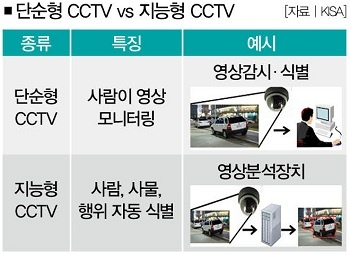 ■ 단순형 CCTV vs 지능형 CCTV [자료 | KISA]
종류 특징 예시
단순형
CCTV
사람이 영상
모니터링
영상감시·식별
지능형
CCTV
사람, 사물,
행위 자동 식별
영상분석장치